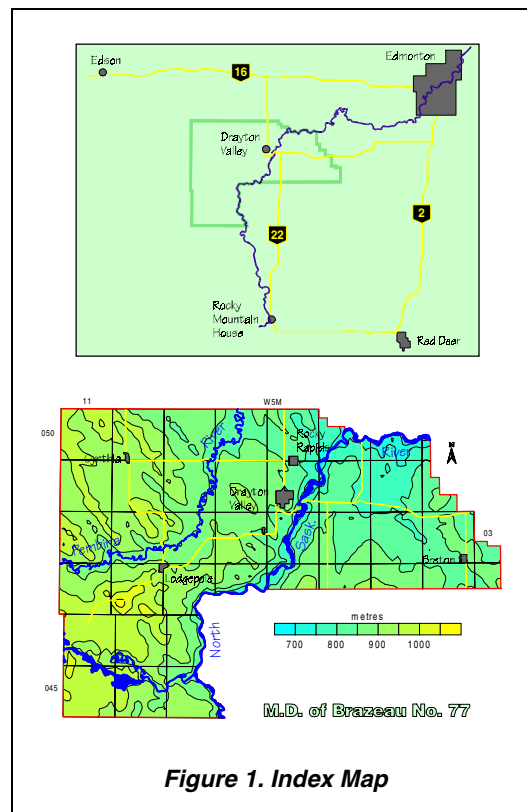 Edson
Edmonton
16
Drayton
Valley
22
2
Rocky
Mountain
House
Red Deer
11
W5M
050
Cynthia
River
Rocky
Rapids
River
N
Drayton
Valley
Pembina
Sask.
03
Breton
Lodgepole
North
metres
700 800 900 1000
045
M.D. of Brazeau No. 77
Figure 1. Index Map